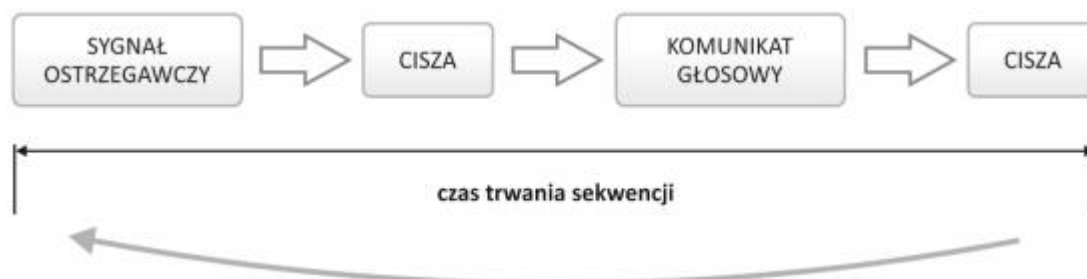 SYGNAŁ
OSTRZEGAWCZY
CISZA
KOMUNIKAT
GŁOSOWY
CISZA
czas trwania sekwencji